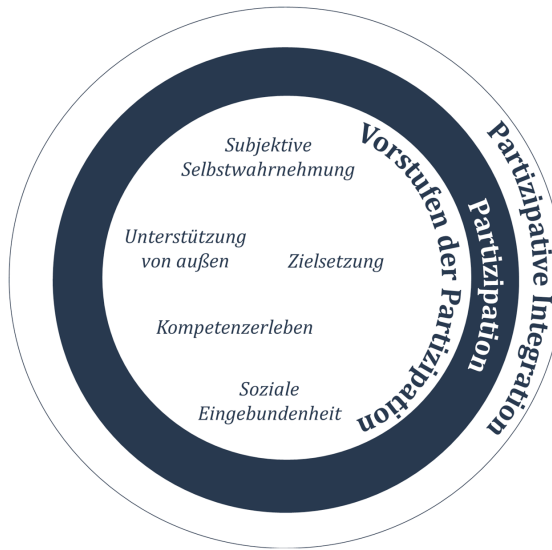 Subjektive
Selbstwahrnehmung
Unterstützung
von außen
Zielsetzung
Kompetenzerleben
Soziale
Eingebundenheit
Vorstufen der Partizipation
Partizipation
Partizipative Integration